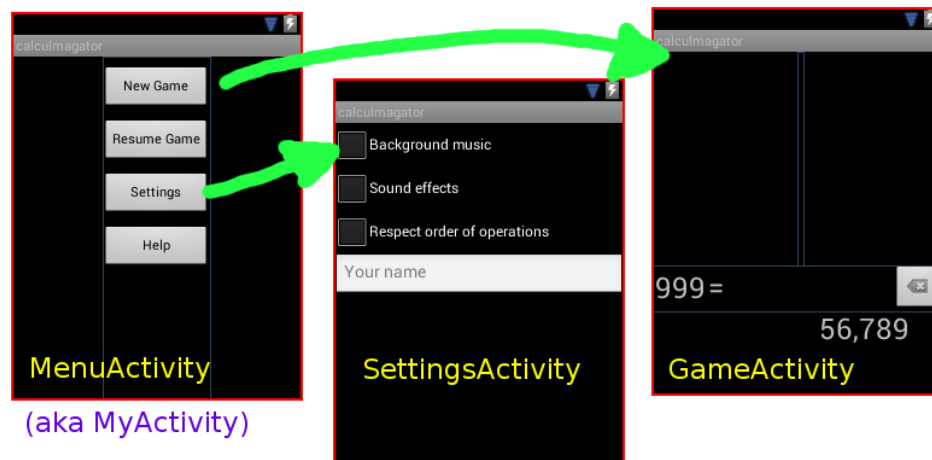 calculmagator
New Game
Resume Game
Settings
Help
MenuActivity
(aka MyActivity)
calculmagator
Background music
Sound effects
Respect order of operations
Your name
SettingsActivity
calculmagator
999=
56,789
GameActivity